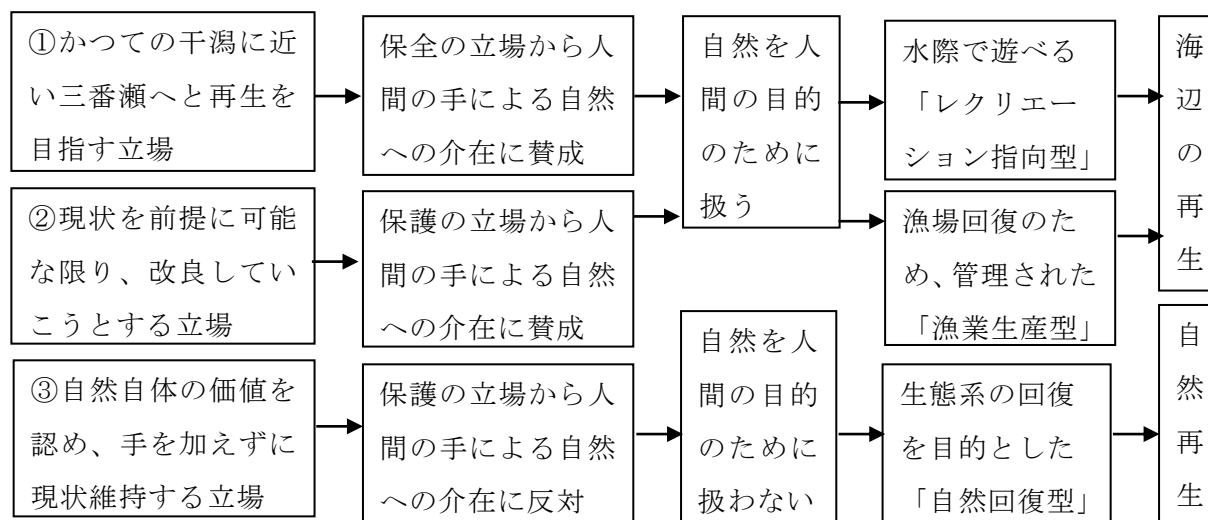 ①かつての干潟に近
い三番瀬へと再生を
目指す立場
保全の立場から人
間の手による自然
への介在に賛成
自然を人
間の目的
のために
扱う
水際で遊べる
「レクリエー
ション指向型」
海辺の再生
②現状を前提に可能
な限り、改良してい
こうとする立場
保護の立場から人
間の手による自然
への介在に賛成
漁場回復のた
め、管理された
「漁業生産型」
③自然自体の価値を
認め、手を加えずに
現状維持する立場
保護の立場から人
間の手による自然
への介在に反対
自然を人
間の目的
のために
扱わない
生態系の回復
を目的とした
「自然回復型」
自然再生